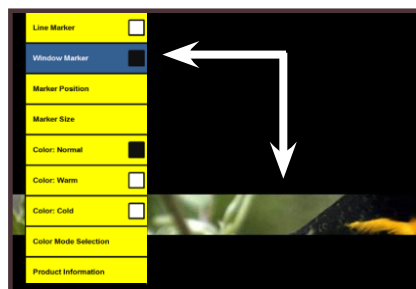 Line Marker
Window Marker
Marker Position
Marker Size
Color: Normal
Color: Warm
Color: Cold
Color Mode Selection
Product Information